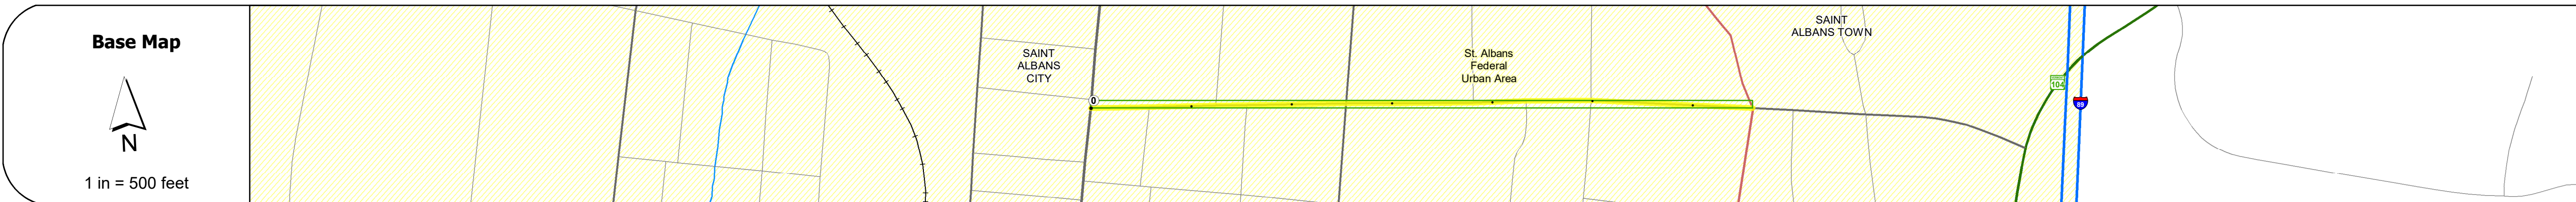 Base Map
N
1 in = 500 feet
SAINT
ALBANS
CITY
0
St. Albans
Federal
Urban Area
SAINT
ALBANS TOWN
104
89